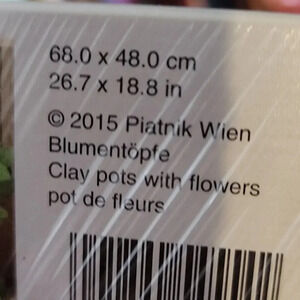 68.0 x 48.0 cm
26.7 x 18.8 in
© 2015 Piatnik Wien
Blumentöpfe
Clay pots with flowers
pot de fleurs